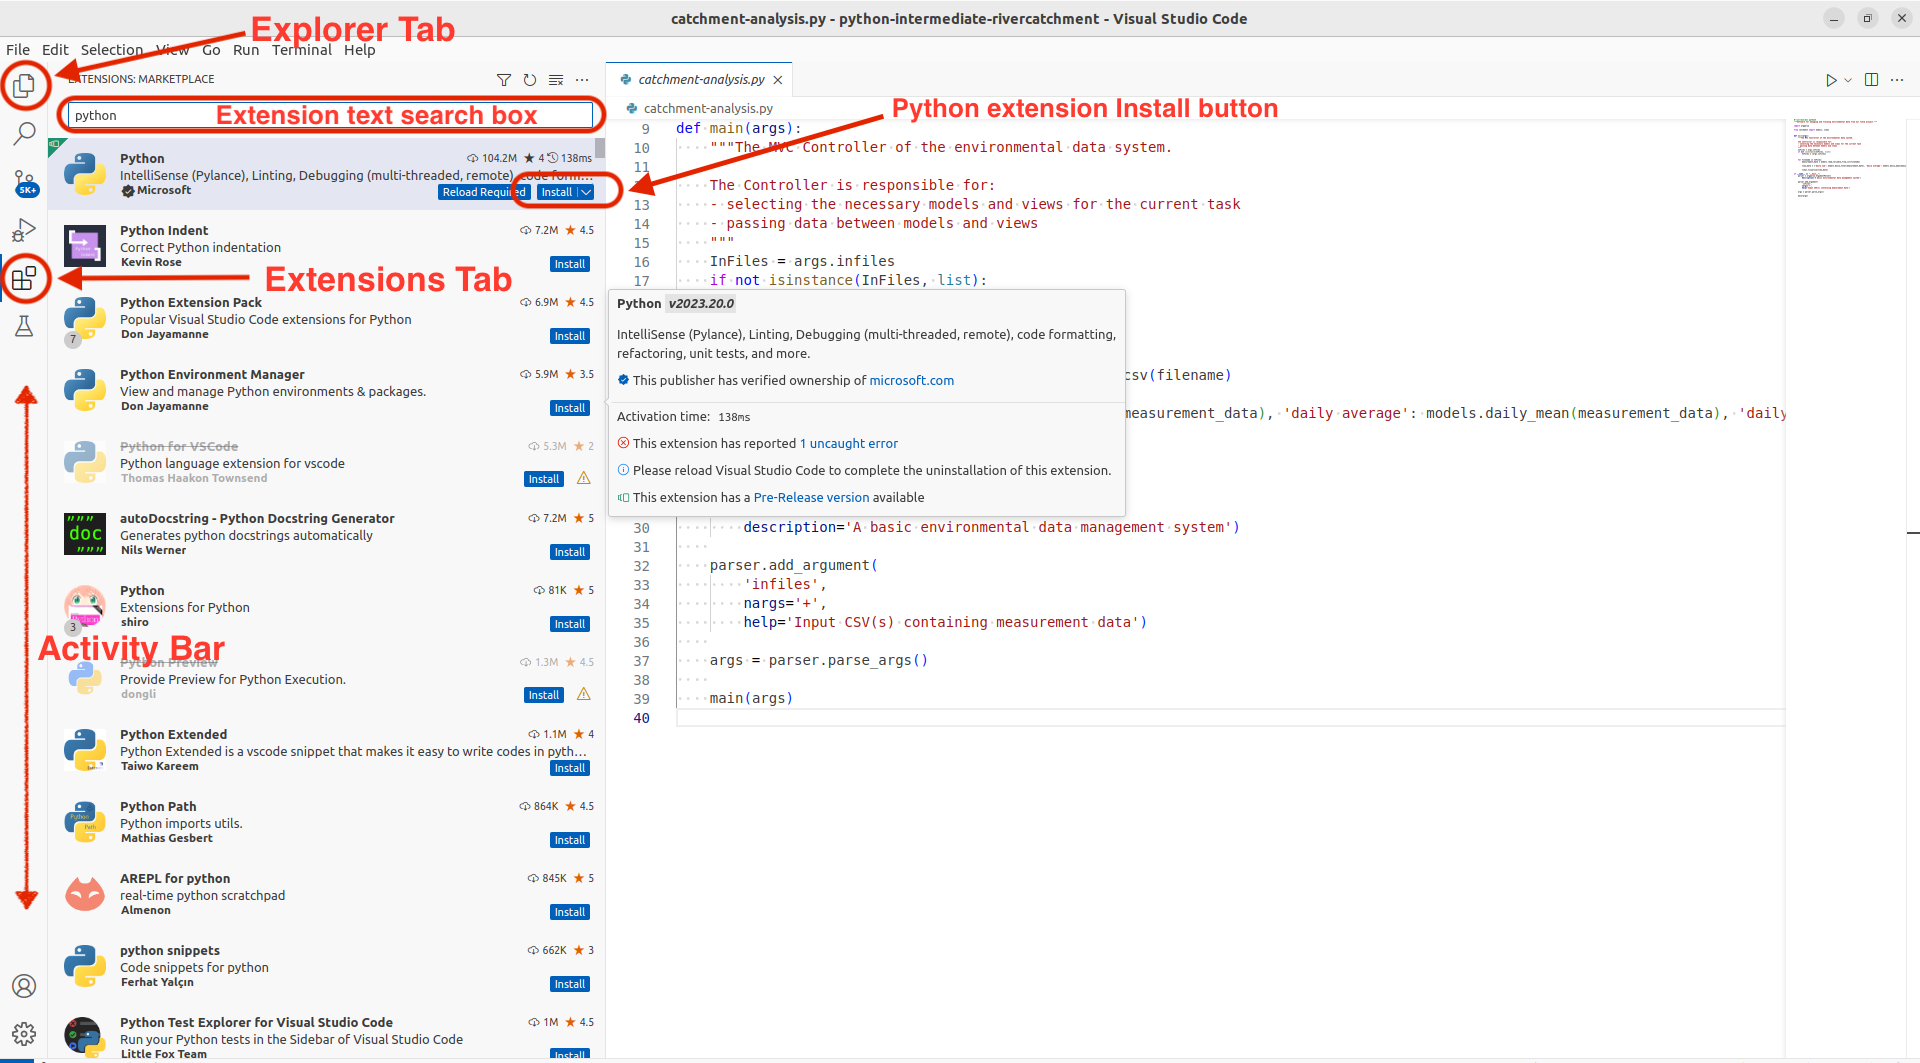 catchment-analysis.py - python-intermediate-rivercatchment - Visual Studio Code
Explorer Tab
File Edit Selection View Go Run Terminal Help
EXTENSIONS: MARKETPLACE
python
Extension text search box
Python 104.2M 4 138ms
IntelliSense (Pylance), Linting, Debugging (multi-threaded, remote), code form...
Microsoft Reload Required Install
Python Indent 7.2M 4.5
Correct Python indentation
Kevin Rose Install
Extensions Tab
Python Extension Pack 6.9M 4.5
Popular Visual Studio Code extensions for Python
7 Don Jayamanne Install
Python Environment Manager 5.9M 3.5
View and manage Python environments & packages.
Don Jayamanne Install
Python for VSCode 5.3M 2
Python language extension for vscode
Thomas Haakon Townsend Install
autoDocstring - Python Docstring Generator 7.2M 5
"""
doc
"""
Generates python docstrings automatically
Nils Werner Install
Python 81K 5
Extensions for Python
3 shiro Install
Activity Bar
Python Preview 1.3M 4.5
Provide Preview for Python Execution.
dongli Install
Python Extended 1.1M 4
Python Extended is a vscode snippet that makes it easy to write codes in pyth...
Taiwo Kareem Install
Python Path 864K 4.5
Python imports utils.
Mathias Gesbert Install
AREPL for python 845K 5
real-time python scratchpad
Almenon Install
python snippets 662K 3
Code snippets for python
Ferhat Yalçın Install
Python Test Explorer for Visual Studio Code 1M 4.5
Run your Python tests in the Sidebar of Visual Studio Code
Little Fox Team Install
5K+
catchment-analysis.py
catchment-analysis.py
Python extension Install button
9 def main(args):
10 """The MVC Controller of the environmental data system.
11
The Controller is responsible for:
13 - selecting the necessary models and views for the current task
14 - passing data between models and views
15 """
16 InFiles = args.infiles
17 if not isinstance(InFiles, list):
Python v2023.20.0
IntelliSense (Pylance), Linting, Debugging (multi-threaded, remote), code formatting,
refactoring, unit tests, and more.
This publisher has verified ownership of microsoft.com
Activation time: 138ms
This extension has reported 1 uncaught error
Please reload Visual Studio Code to complete the uninstallation of this extension.
This extension has a Pre-Release version available
csv(filename)
measurement_data), 'daily average': models.daily_mean(measurement_data), 'daily
30 description='A basic environmental data management system')
31
32 parser.add_argument(
33 'infiles',
34 nargs='+',
35 help='Input CSV(s) containing measurement data')
36
37 args = parser.parse_args()
38
39 main(args)
40